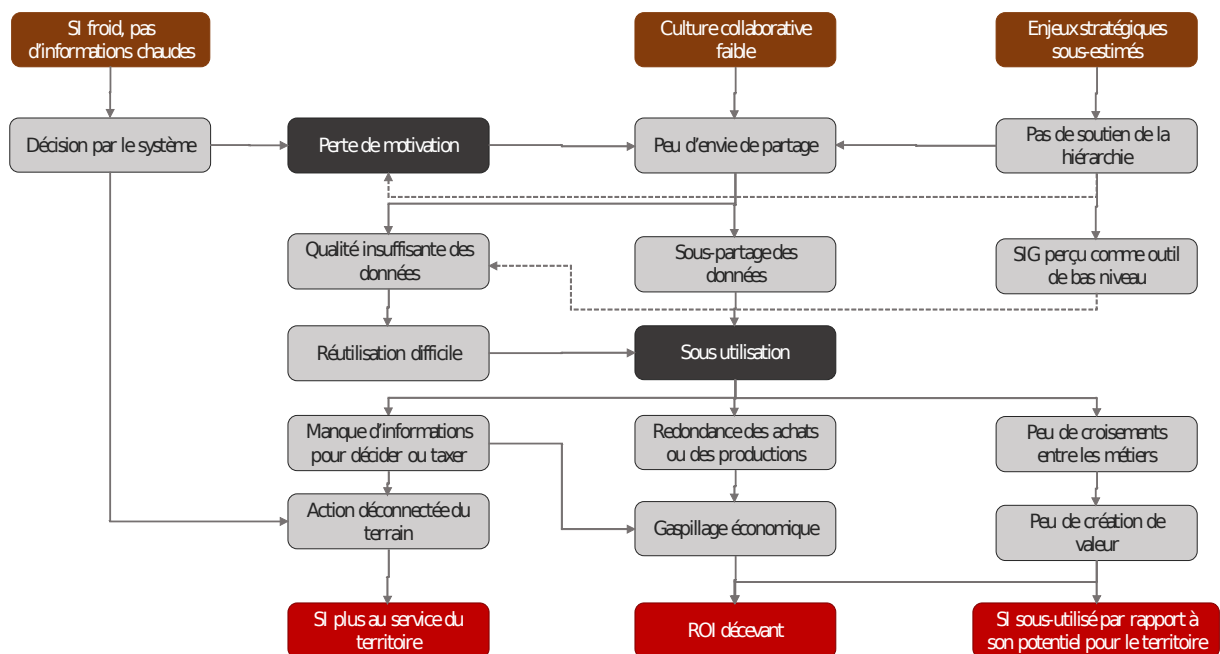 SI froid, pas
d'informations chaudes
Culture collaborative
faible
Enjeux stratégiques
sous-estimés
Décision par le système
Perte de motivation
Peu d'envie de partage
Pas de soutien de la
hiérarchie
Qualité insuffisante des
données
Sous-partage des
données
SIG perçu comme outil
de bas niveau
Réutilisation difficile
Sous utilisation
Manque d'informations
pour décider ou taxer
Redondance des achats
ou des productions
Peu de croisements
entre les métiers
Action déconnectée du
terrain
Gaspillage économique
Peu de création de
valeur
SI plus au service du
territoire
ROI décevant
SI sous-utilisé par rapport à
son potentiel pour le territoire